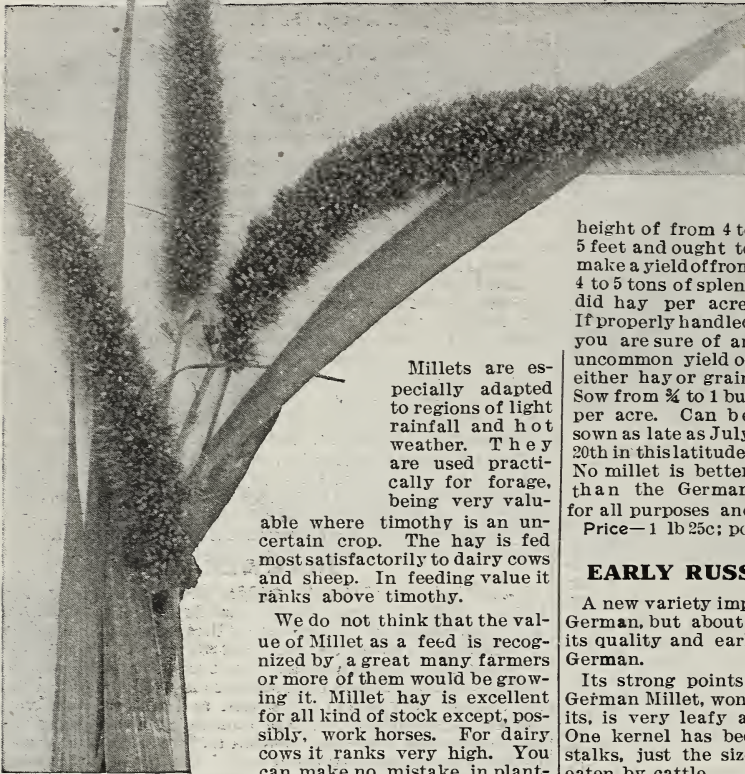 Millets are es-
pecially adapted
to regions of light
rainfall and hot
weather. They
are used practi-
cally for forage,
being very valu-
able where timothy is an un-
certain crop. The hay is fed
most satisfactorily to dairy cows
and sheep. In feeding value it
ranks above timothy.
We do not think that the val-
ue of Millet as a feed is recog-
nized by a great many farmers
or more of them would be grow-
ing it. Millet hay is excellent
for all kind of stock except, pos-
sibly, work horses. For dairy
cows it ranks very high. You
can make no mistake in plant-
height of from 4 t
5 feet and ought t
make a yield of fron
4 to 5 tons of splen
did hay per acre
If properly handled
you are sure of an
uncommon yield o
either hay or grain
Sow from ¾ to 1 bu
per acre. Can be
sown as late as July
20th in this latitude
No millet is better
than the German
for all purposes and
Price—1 lb 25c; po
EARLY RUSS
A new variety imp
German, but about
its quality and ear
German.
Its strong points
German Millet, won
its, is very leafy a
One kernel has bee
stalks, just the siz
eaten by cattle